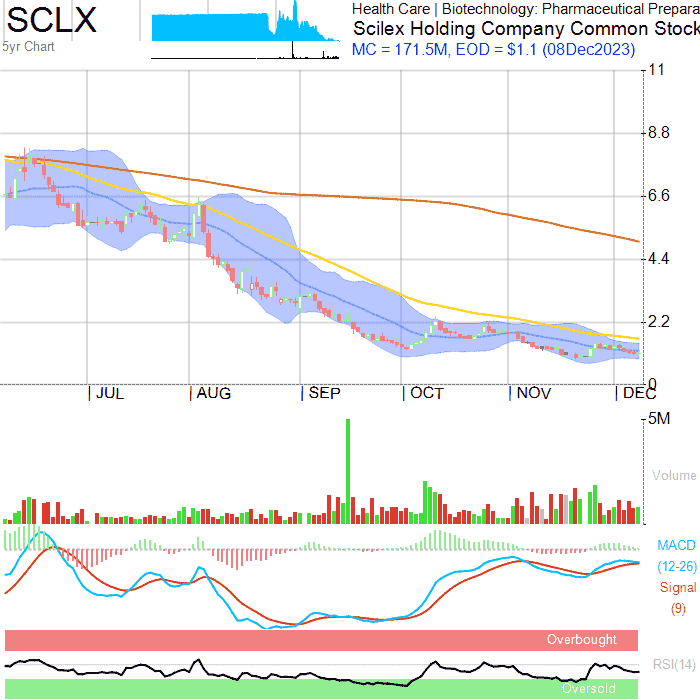 SCLX
5yr Chart
Health Care | Biotechnology: Pharmaceutical Prepara
Scilex Holding Company Common Stock
MC = 171.5M, EOD = $1.1 (08Dec2023)
11
8.8
6.6
4.4
2.2
0
JUL AUG SEP OCT NOV DEC
5M
Volume
MACD
(12-26)
Signal
(9)
Overbought
RSI(14)
Oversold